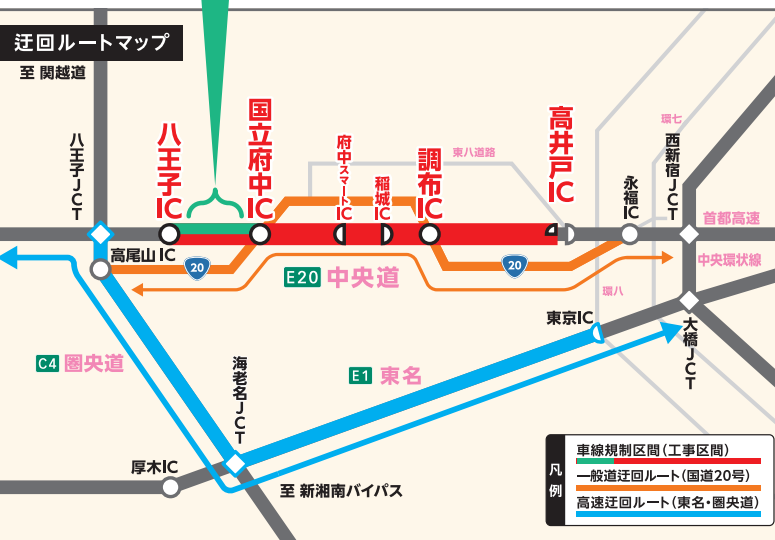 迂回ルートマップ
至 関越道
八王子JCT
八王子IC
国立府中IC
府中スマートIC
稲城IC
調布IC
東八道路
高井戸IC
永福IC
環七
西新宿JCT
首都高速
高尾山IC
20
20
E20 中央道
中央環状線
環八
東京IC
大橋JCT
C4 圏央道
海老名JCT
E1 東名
厚木IC
至 新湘南バイパス
凡例
車線規制区間（工事区間）
一般道迂回ルート（国道20号）
高速迂回ルート（東名・圏央道）